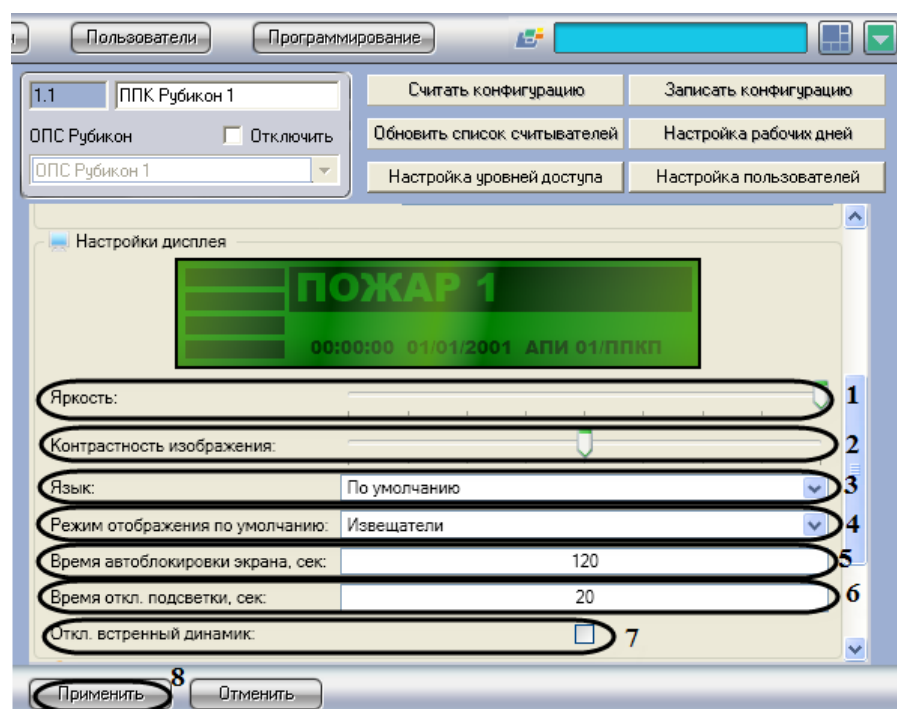 Пользователи Программирование
1.1 ППК Рубикон 1
Считать конфигурацию Записать конфигурацию
ОПС Рубикон Отключить
Обновить список считывателей Настройка рабочих дней
ОПС Рубикон 1
Настройка уровней доступа Настройка пользователей
Настройки дисплея
ПОЖАР 1
00:00:00 01/01/2001 АПИ 01/ППКП
Яркость: 1
Контрастность изображения: 2
Язык: По умолчанию 3
Режим отображения по умолчанию: Извещатели 4
Время автоблокировки экрана, сек: 120 5
Время откл. подсветки, сек: 20 6
Откл. встренный динамик: 7
Применить 8 Отменить